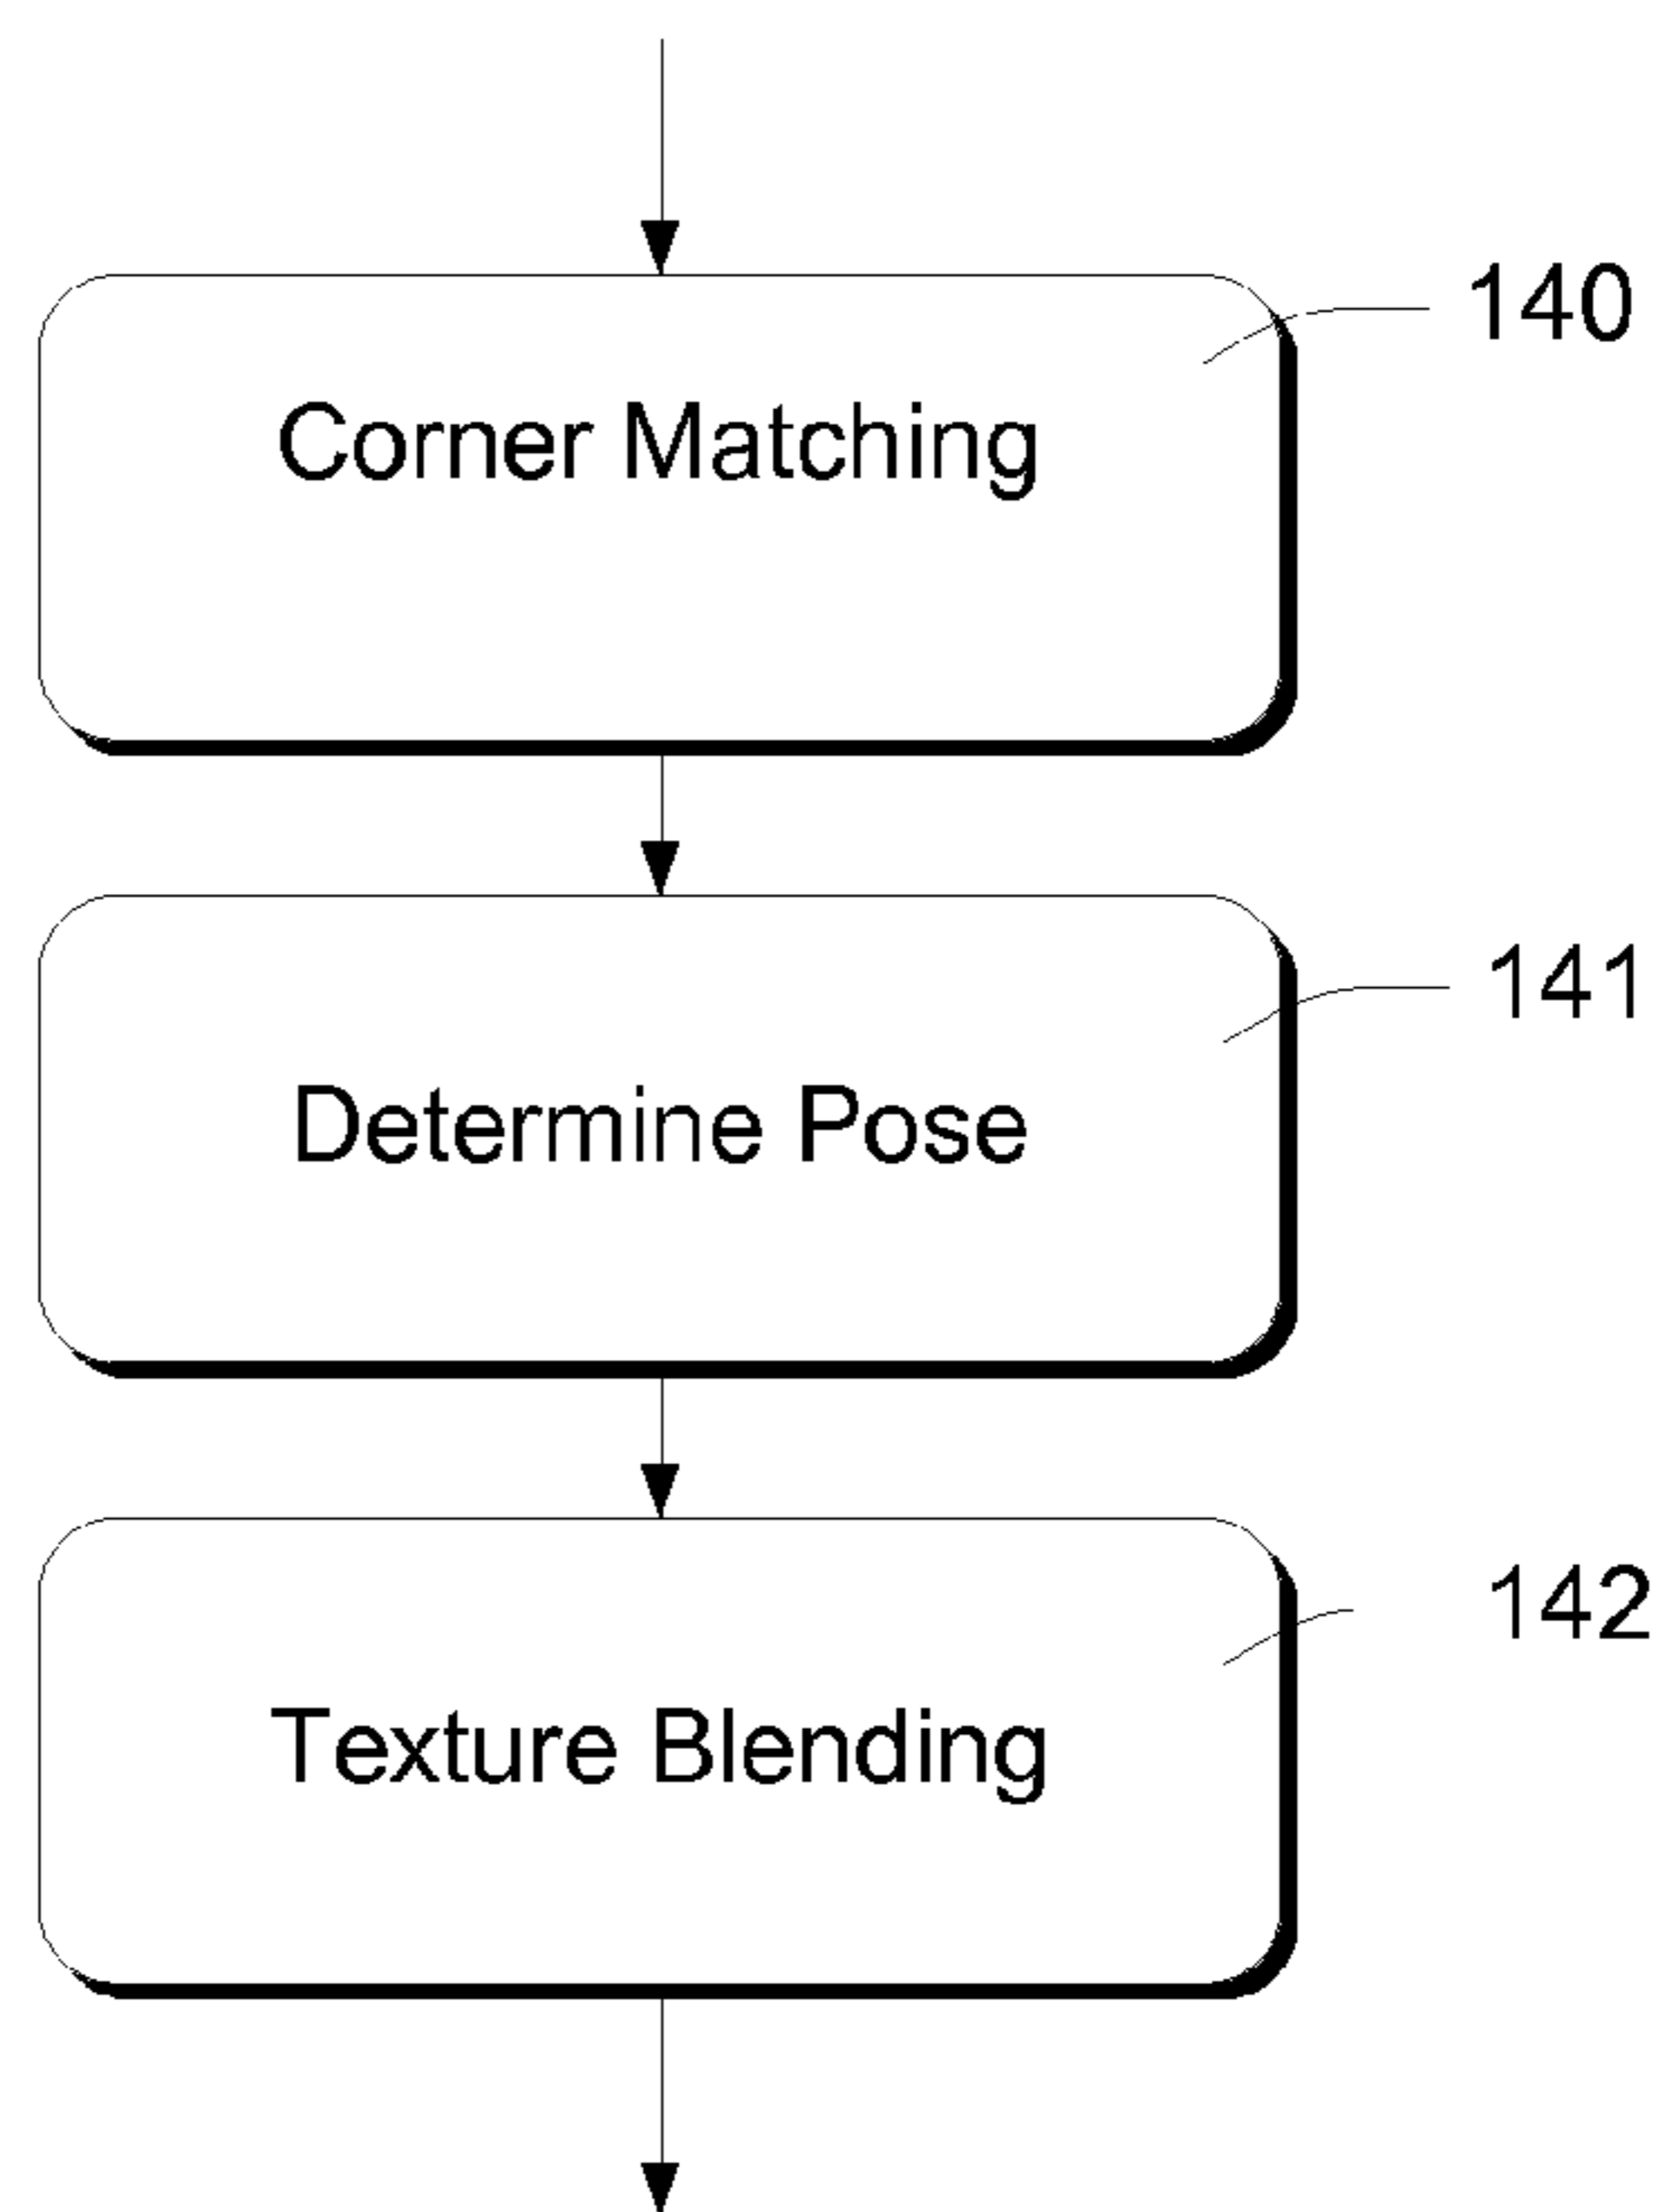 140
Corner Matching
141
Determine Pose
142
Texture Blending